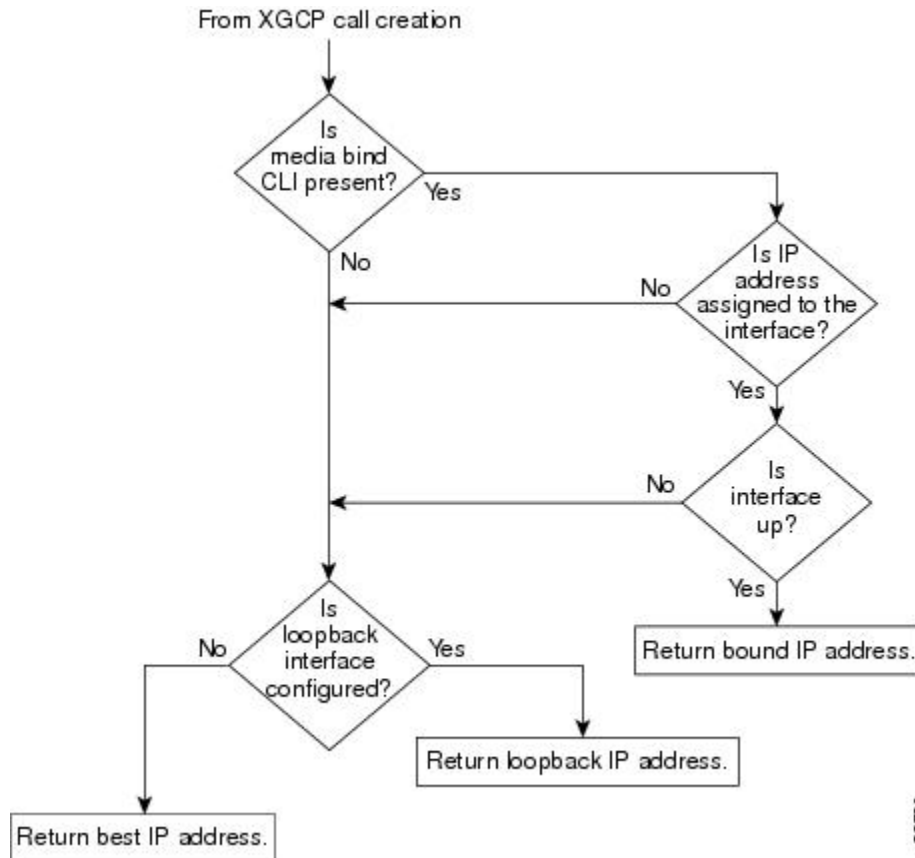 From XGCP call creation
Is
media bind
CLI present?
Yes
No
Is IP
address
assigned to the
interface?
No
Yes
Is
interface
up?
No
Yes
Return bound IP address.
Is
loopback
interface
configured?
No
Yes
Return loopback IP address.
Return best IP address.